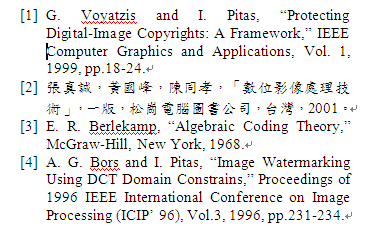 [1] G. Vovatzis and I. Pitas, “Protecting
Digital-Image Copyrights: A Framework,” IEEE
Computer Graphics and Applications, Vol. 1,
1999, pp.18-24.↵
[2] 張真誠，黃國峰，陳同孝，「數位影像處理技
術」，一版，松崗電腦圖書公司，台灣，2001。↵
[3] E. R. Berlekamp, “Algebraic Coding Theory,”
McGraw-Hill, New York, 1968.↵
[4] A. G. Bors and I. Pitas, “Image Watermarking
Using DCT Domain Constrains,” Proceedings of
1996 IEEE International Conference on Image
Processing (ICIP’ 96), Vol.3, 1996, pp.231-234.↵